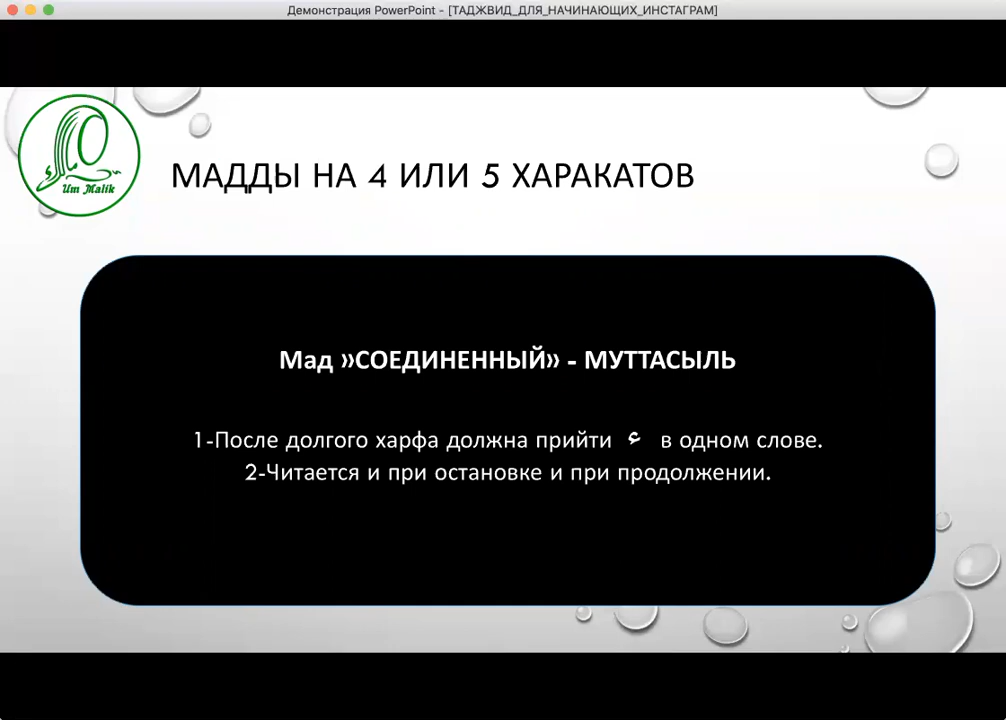 Демонстрация PowerPoint - [ТАДЖВИД_ДЛЯ_НАЧИНАЮЩИХ_ИНСТАГРАМ]
Um Malik
МАДДЫ НА 4 ИЛИ 5 ХАРАКАТОВ
Мад »СОЕДИНЕННЫЙ» - МУТТАСЫЛЬ
1-После долгого харфа должна прийти ء в одном слове.
2-Читается и при остановке и при продолжении.